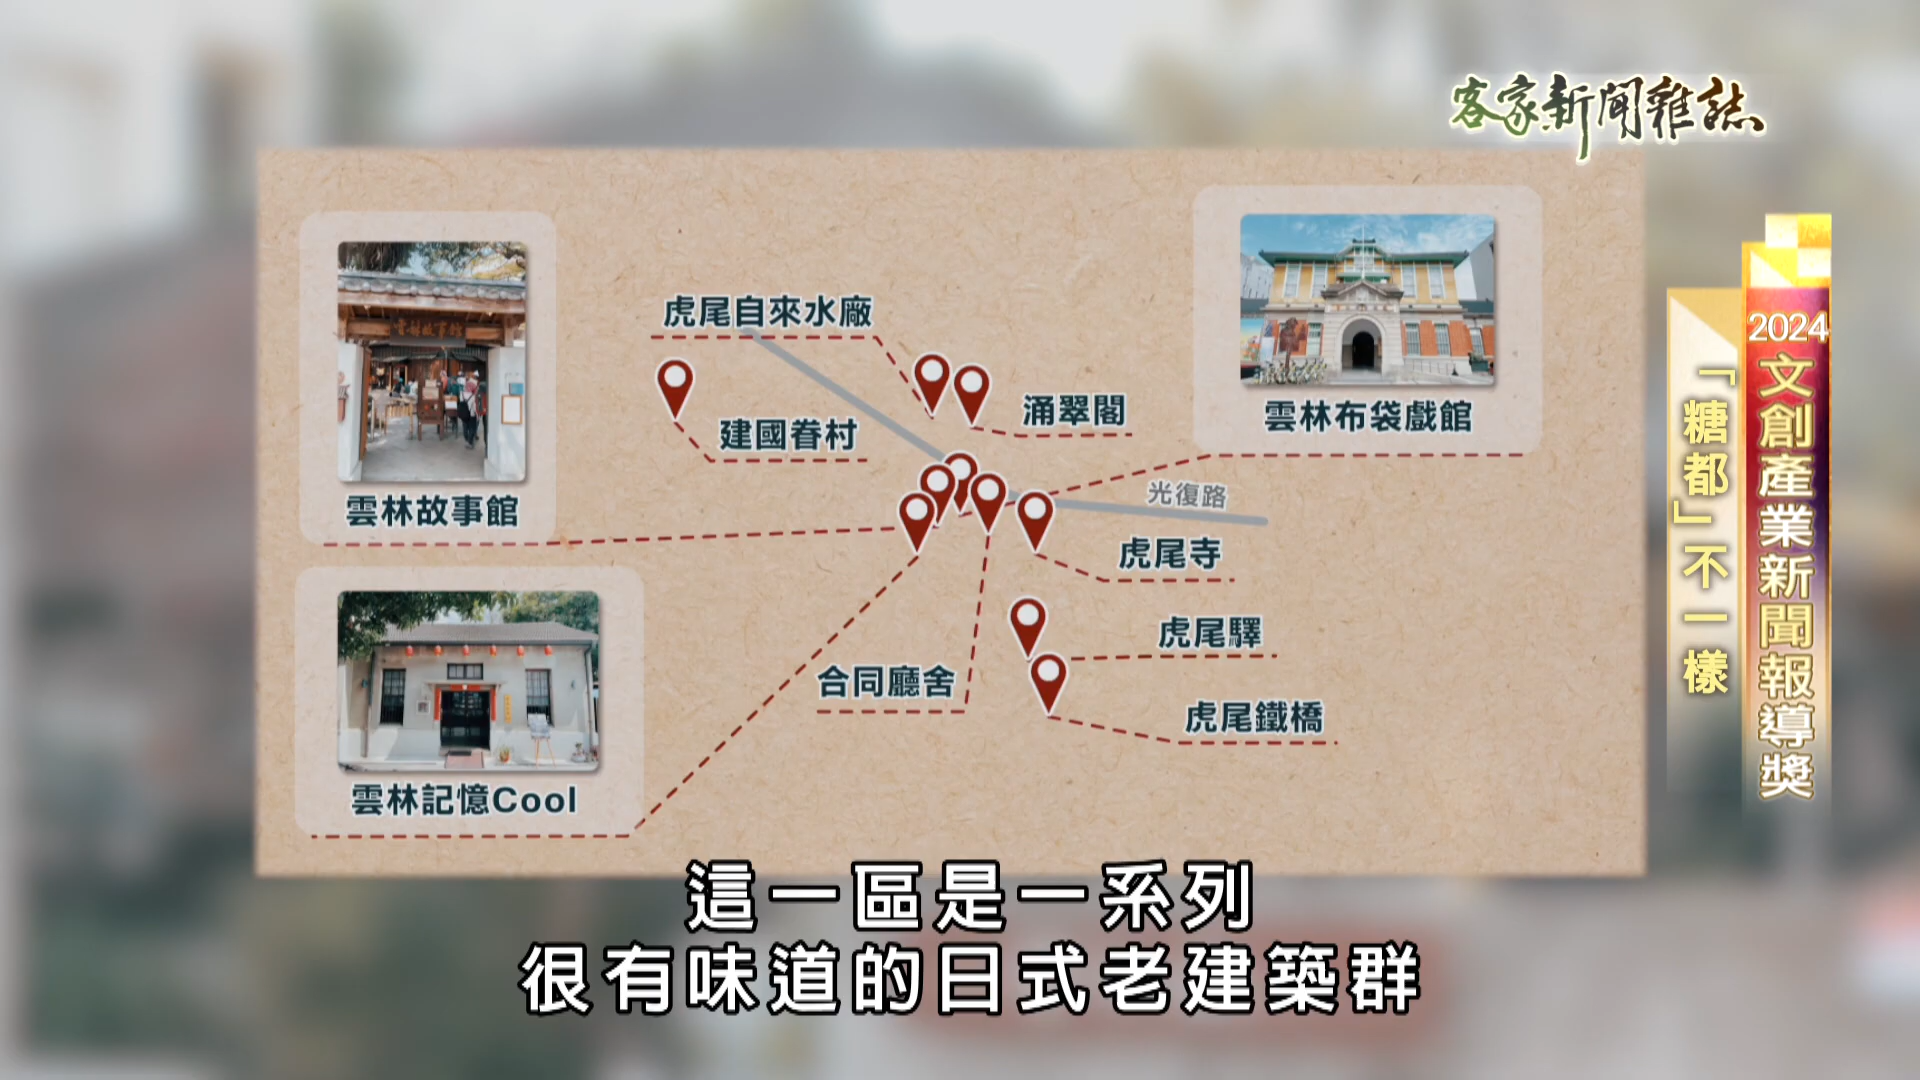 客家新聞雜誌
2024文創產業新聞報導獎
「糖都」不一樣
雲林故事館
虎尾自來水廠
建國眷村
涌翠閣
雲林布袋戲館
光復路
虎尾寺
虎尾驛
合同廳舍
虎尾鐵橋
雲林記憶Cool
這一區是一系列
很有味道的日式老建築群